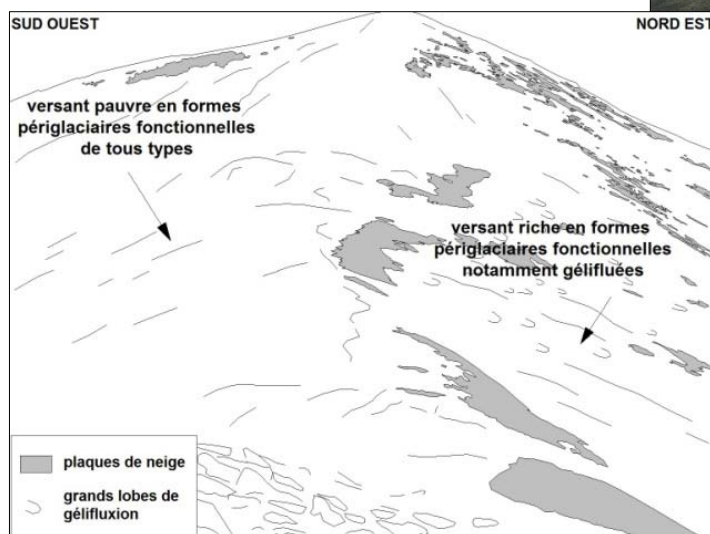 SUD OUEST
NORD EST
versant pauvre en formes
périglaciaires fonctionnelles
de tous types
versant riche en formes
périglaciaires fonctionnelles
notamment gélifluées
plaques de neige
grands lobes de
gélifluxion